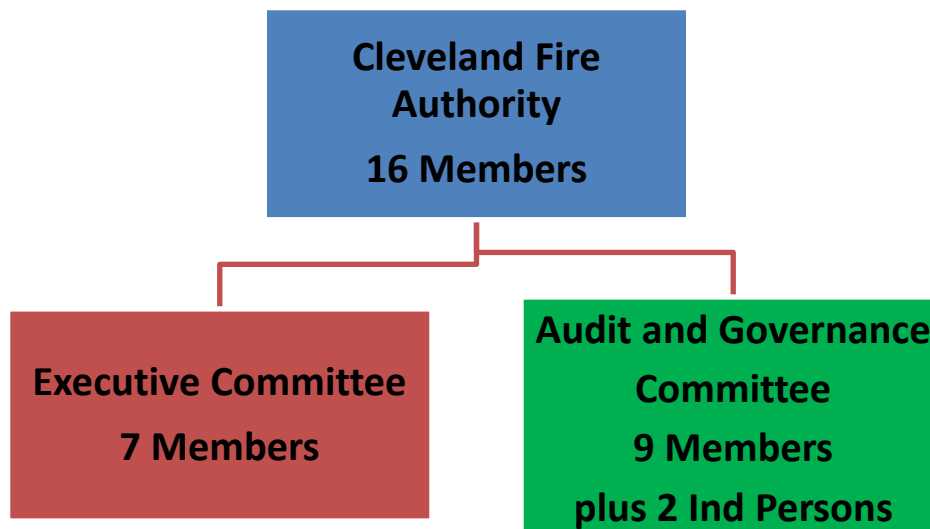 Cleveland Fire
Authority
16 Members
Executive Committee
7 Members
Audit and Governance
Committee
9 Members
plus 2 Ind Persons